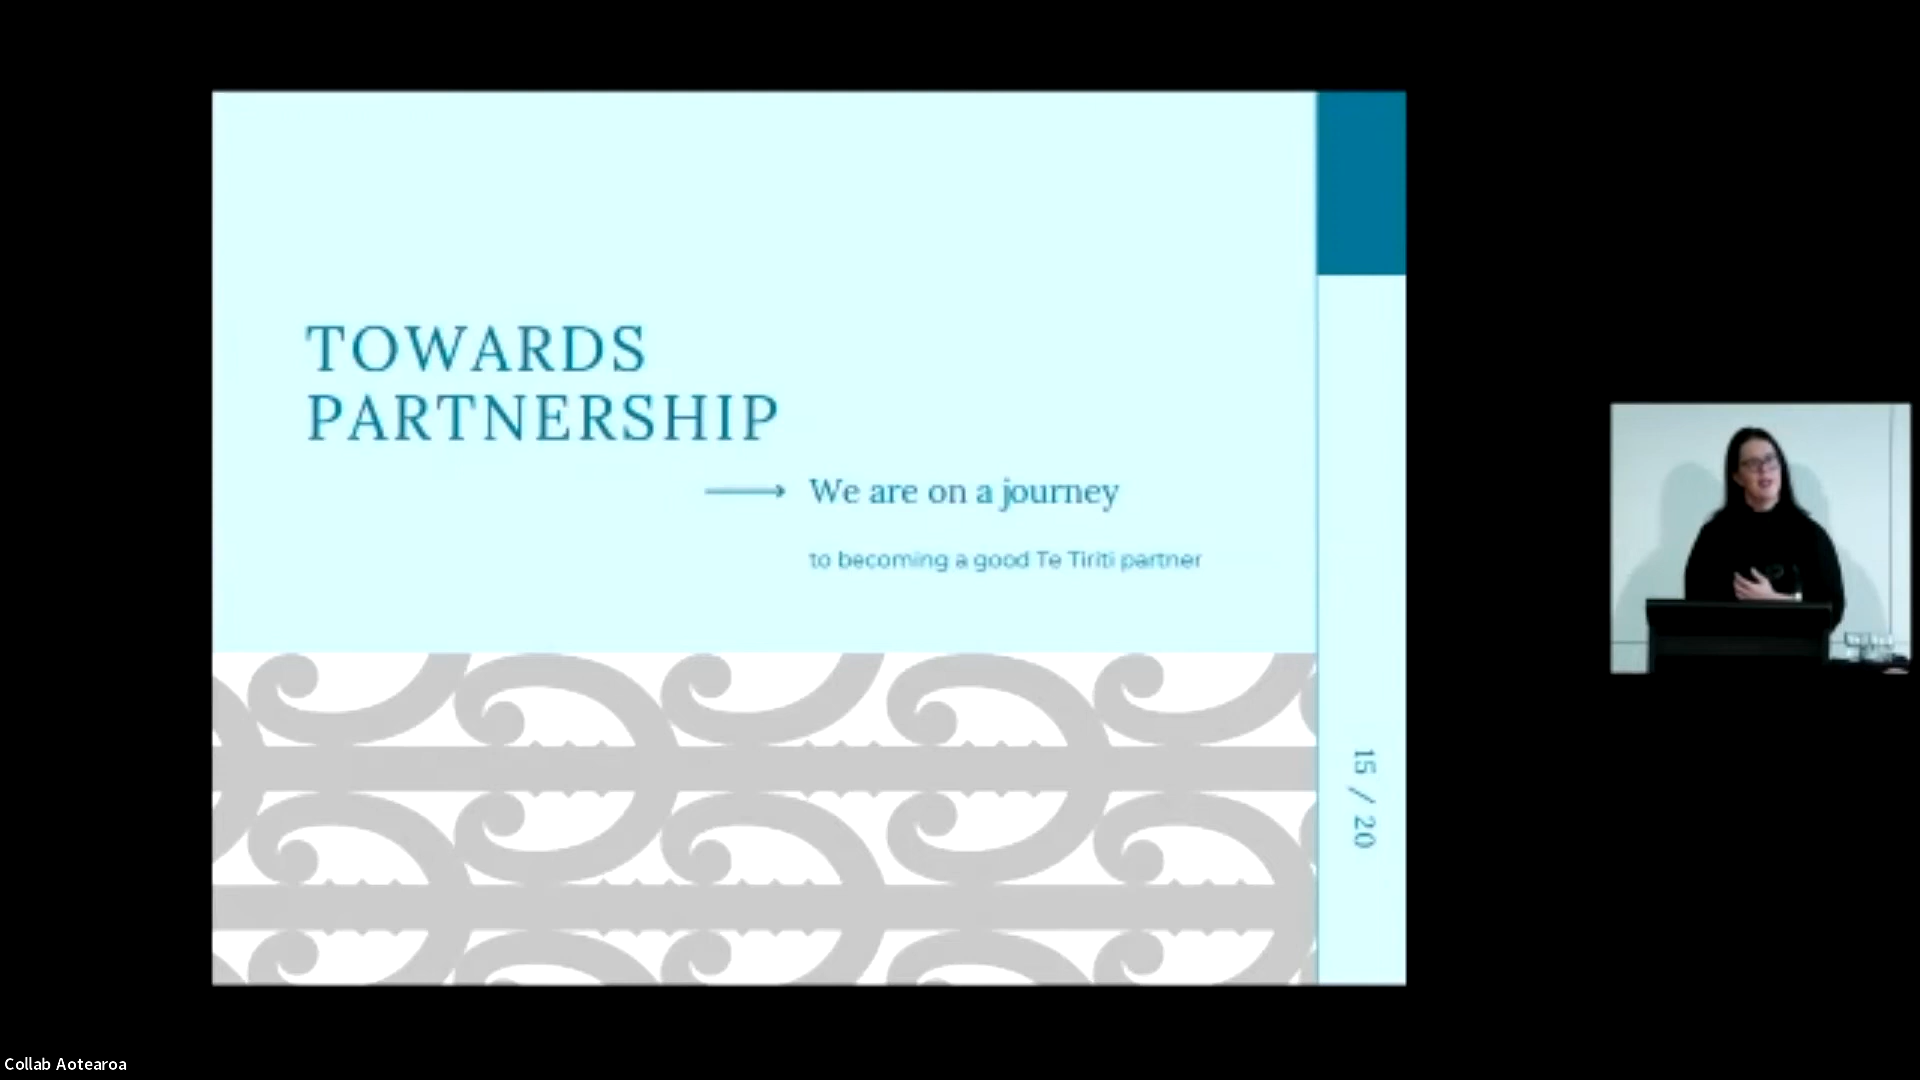 TOWARDS
PARTNERSHIP
We are on a journey
to becoming a good Te Tiriti partner
15 / 20
Collab Aotearoa